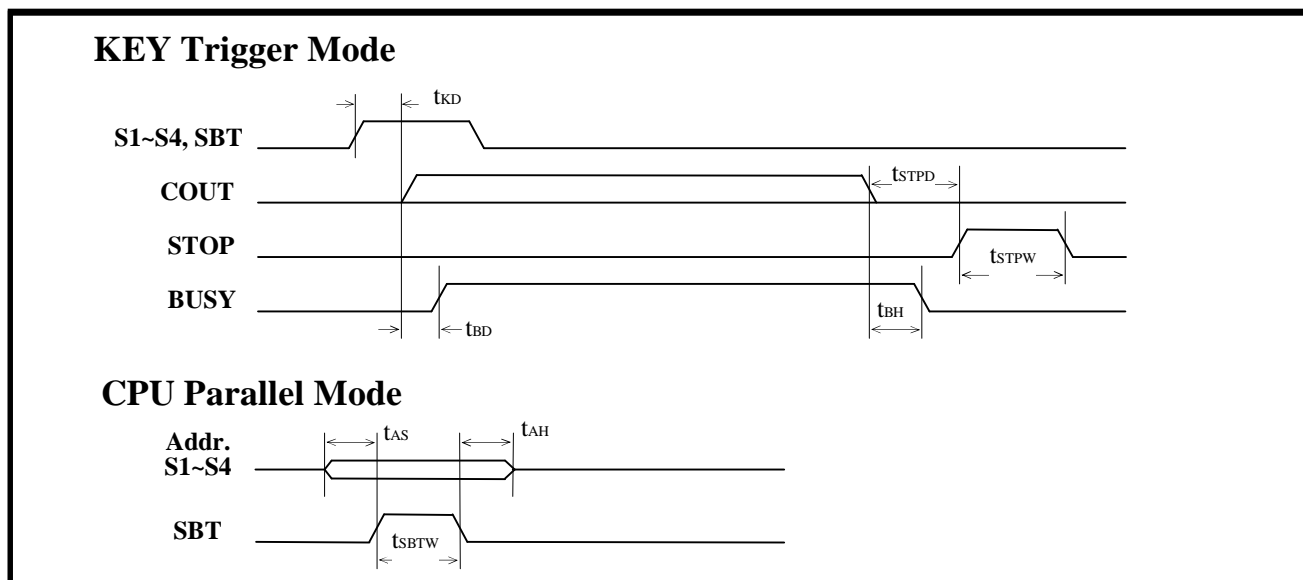 KEY Trigger Mode
tKD
S1~S4, SBT
COUT
tSTPD
STOP
tSTPW
BUSY
tBD
tBH
CPU Parallel Mode
Addr.
S1~S4
tAS
tAH
SBT
tSBTW